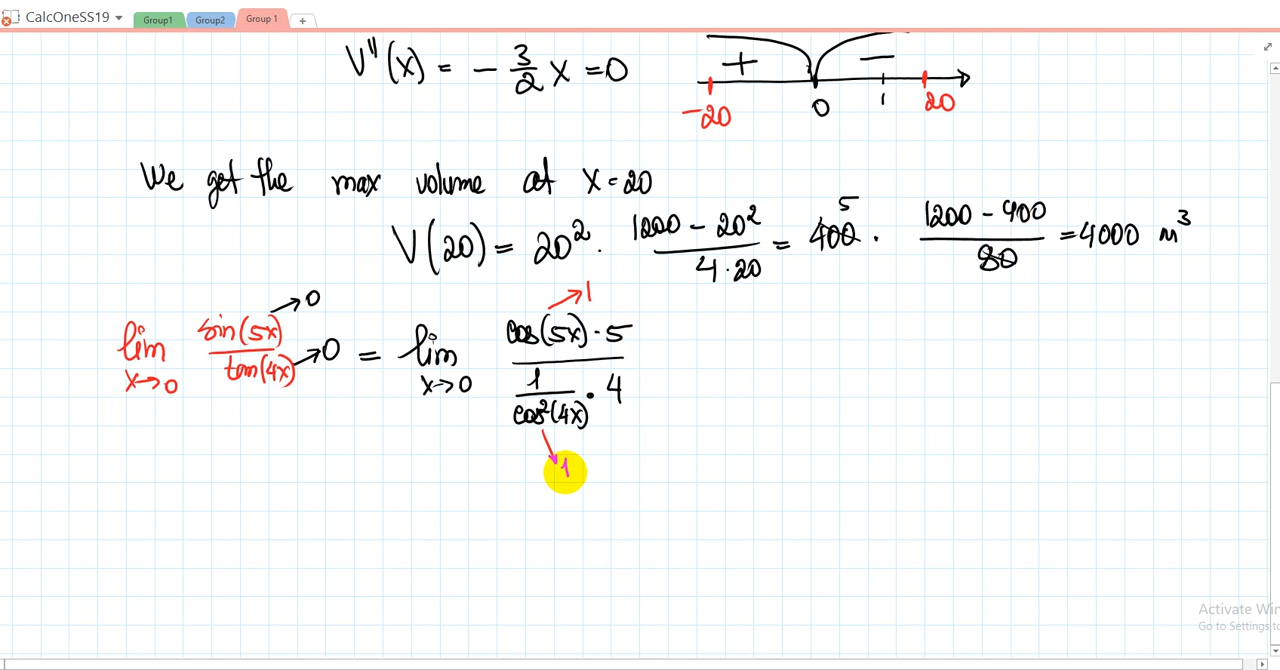 CalcOneSS19 Group1 Group2 Group 1 +
V''(x) = - 3/2 x = 0
+ −
-20 0 1 20
We get the max volume at x=20
V(20) = 20² · (1200 - 20²)/(4·20) = 400 5 · (1200 - 400)/80 = 4000 m³
lim x→0 sin(5x)→0 / tan(4x)→0 = lim x→0 (cos(5x)→1 · 5) / (1/cos²(4x) · 4)
1
Activate Win
Go to Settings to